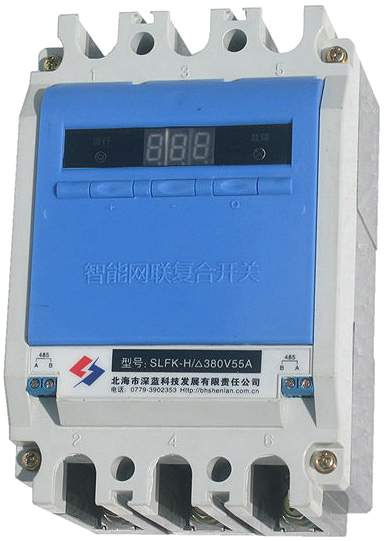 1 3 5
运行 888 故障
+ - O
智能网联复合开关
485
A B
型号: SLFK-H/△380V55A
北海市深蓝科技发展有限责任公司
电话: 0779-3902353 Http://bhshenlan.com
485
B A
2 4 6